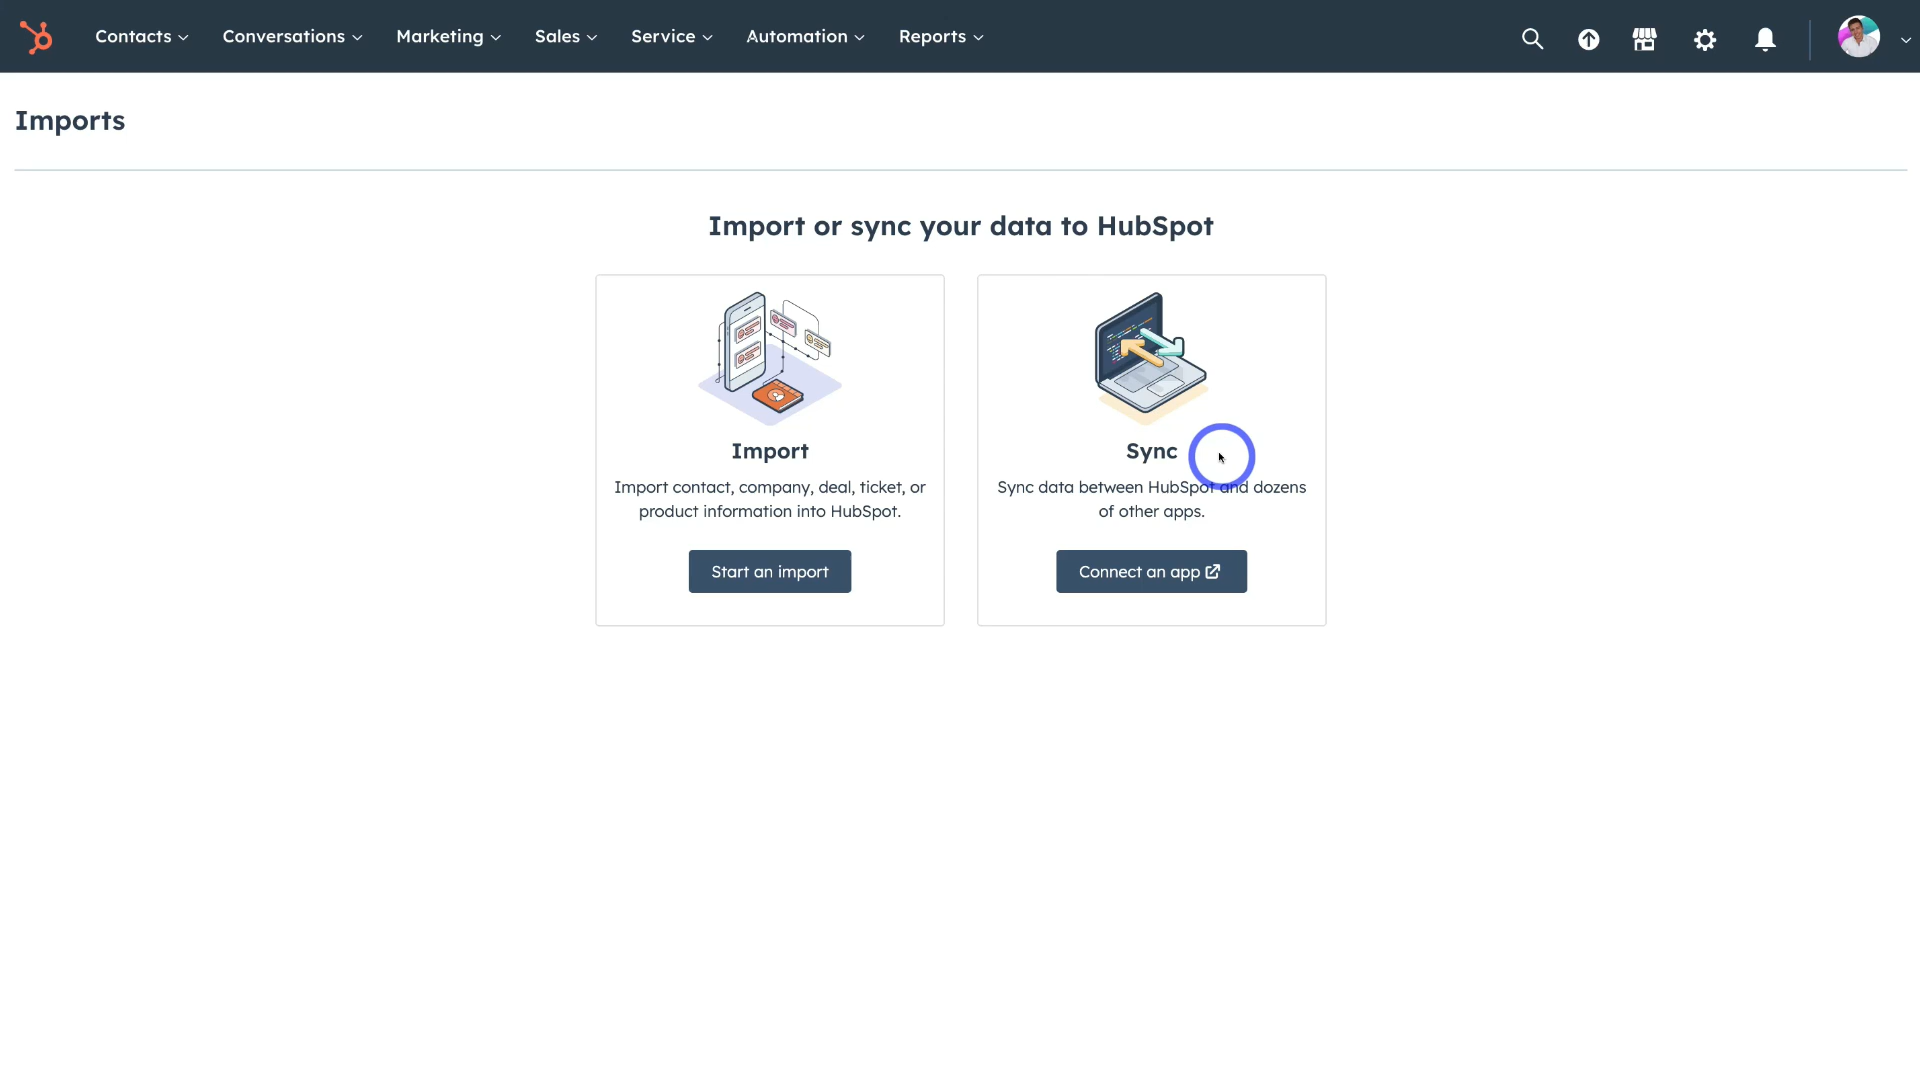 Contacts
Conversations
Marketing
Sales
Service
Automation
Reports
Imports
Import or sync your data to HubSpot
Import
Import contact, company, deal, ticket, or
product information into HubSpot.
Start an import
Sync
Sync data between HubSpot and dozens
of other apps.
Connect an app